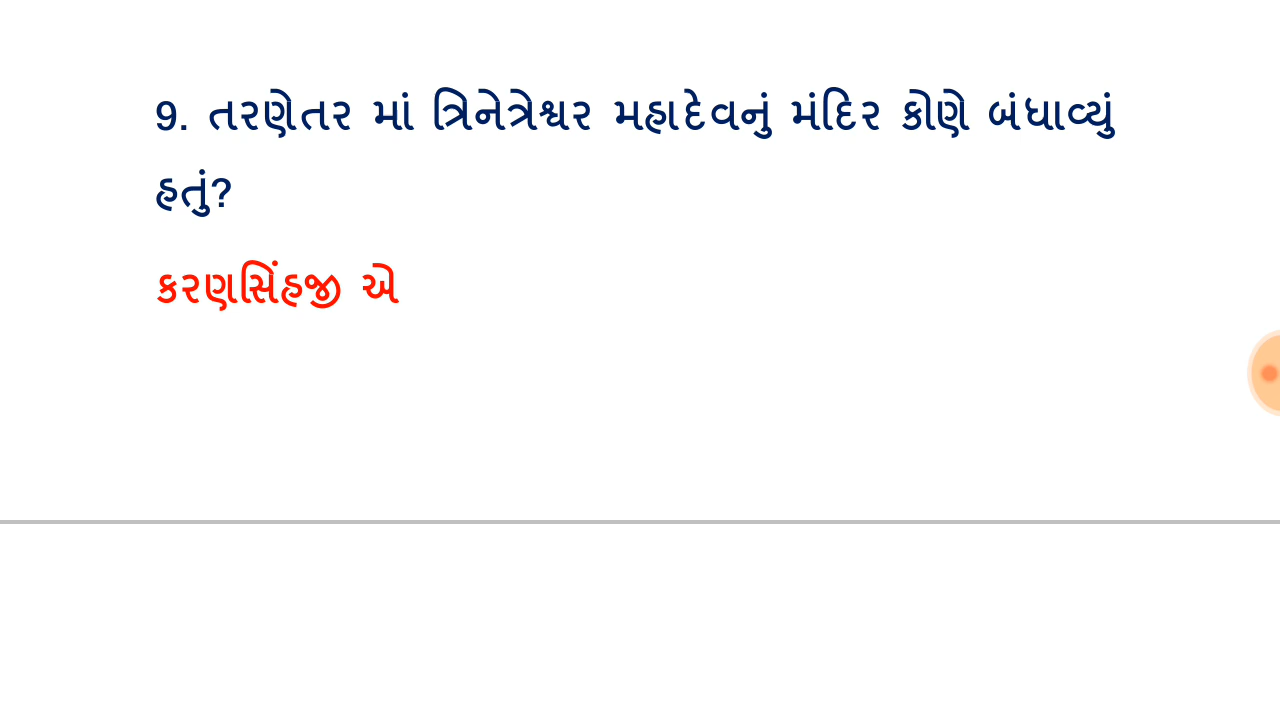 9. તરણેતર માં ત્રિનેત્રેશ્વર મહાદેવનું મંદિર કોણે બંધાવ્યું
હતું?
કરણસિંહજી એ